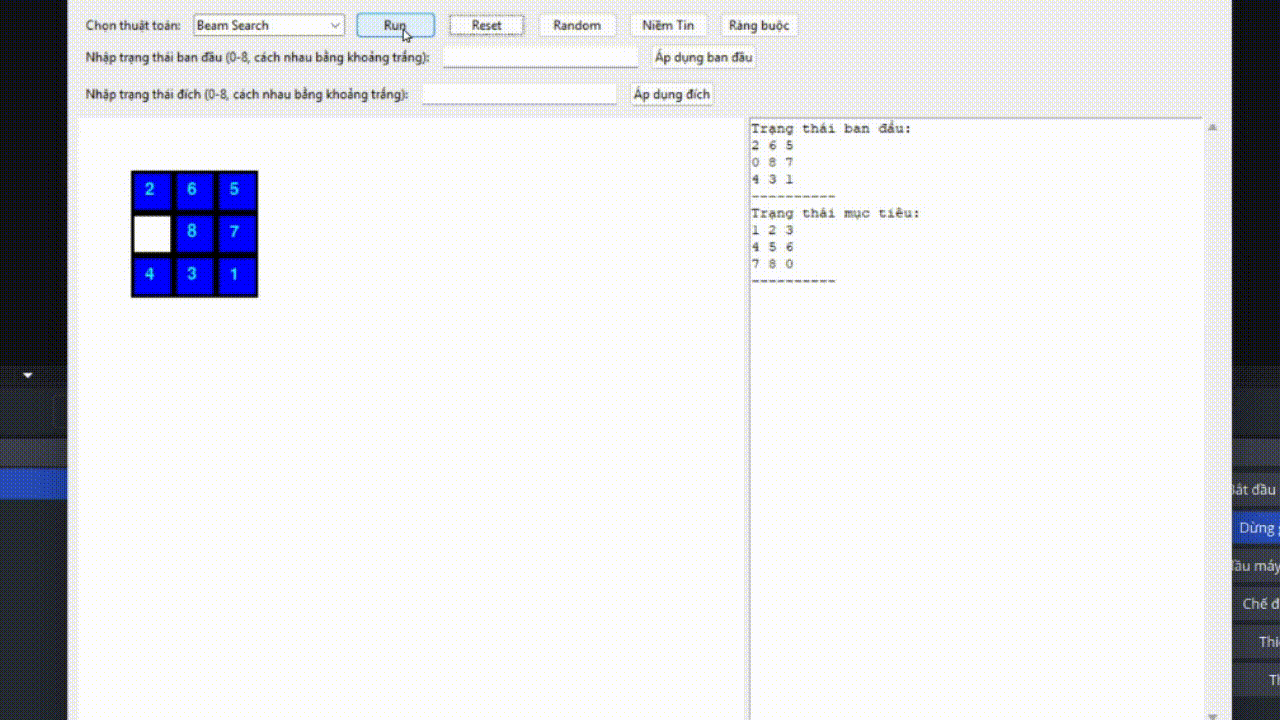 Chọn thuật toán: Beam Search Run Reset Random Niềm Tin Ràng buộc
Nhập trạng thái ban đầu (0-8, cách nhau bằng khoảng trắng): Áp dụng ban đầu
Nhập trạng thái đích (0-8, cách nhau bằng khoảng trắng): Áp dụng đích
2 6 5
8 7
4 3 1
Trạng thái ban đầu:
2 6 5
0 8 7
4 3 1
----------
Trạng thái mục tiêu:
1 2 3
4 5 6
7 8 0
----------
đầu
Dừng
máy
Chế